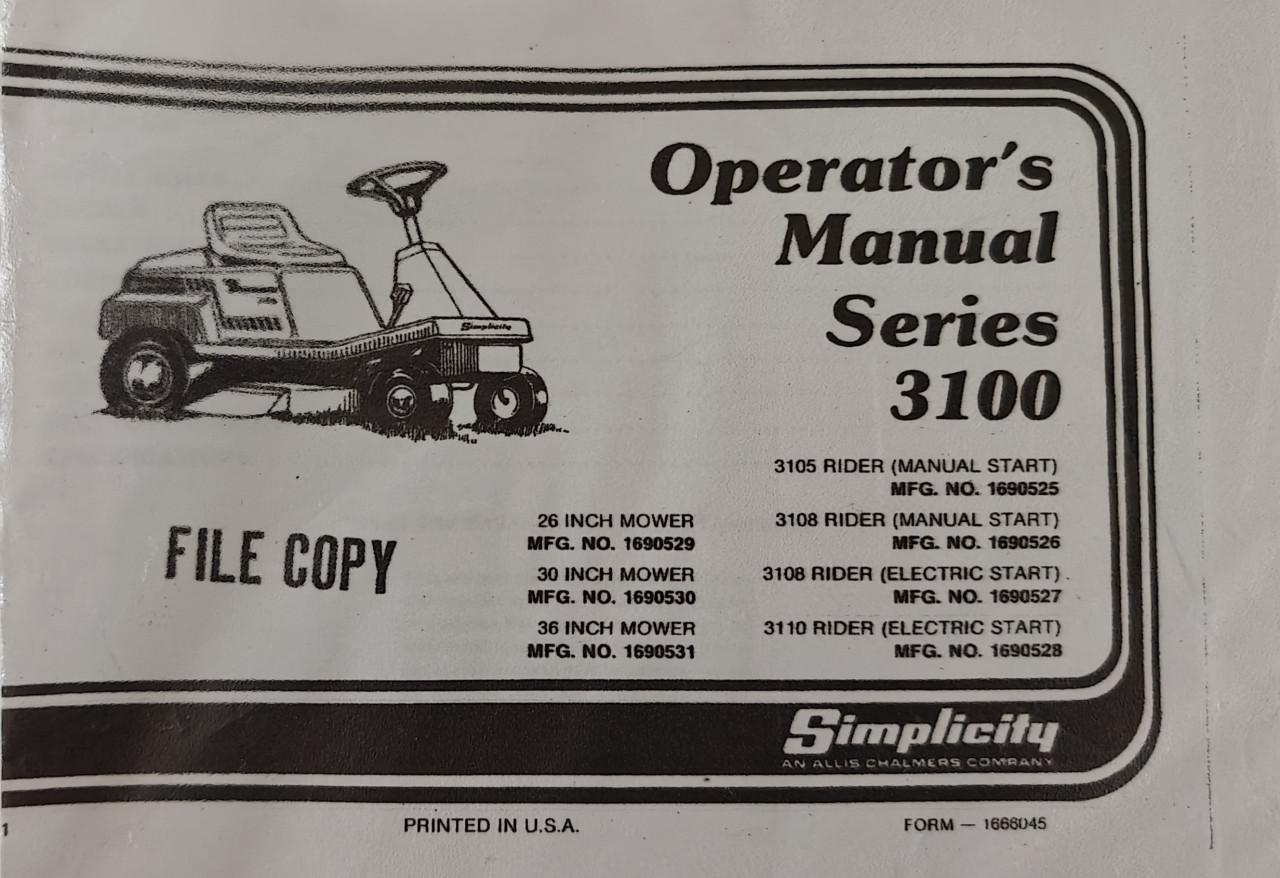 Operator's
Manual
Series
3100
Simplicity
3105 RIDER (MANUAL START)
MFG. NO. 1690525
3108 RIDER (MANUAL START)
MFG. NO. 1690526
3108 RIDER (ELECTRIC START)
MFG. NO. 1690527
3110 RIDER (ELECTRIC START)
MFG. NO. 1690528
26 INCH MOWER
MFG. NO. 1690529
30 INCH MOWER
MFG. NO. 1690530
36 INCH MOWER
MFG. NO. 1690531
FILE COPY
Simplicity
AN ALLIS CHALMERS COMPANY
1
PRINTED IN U.S.A.
FORM — 1666045